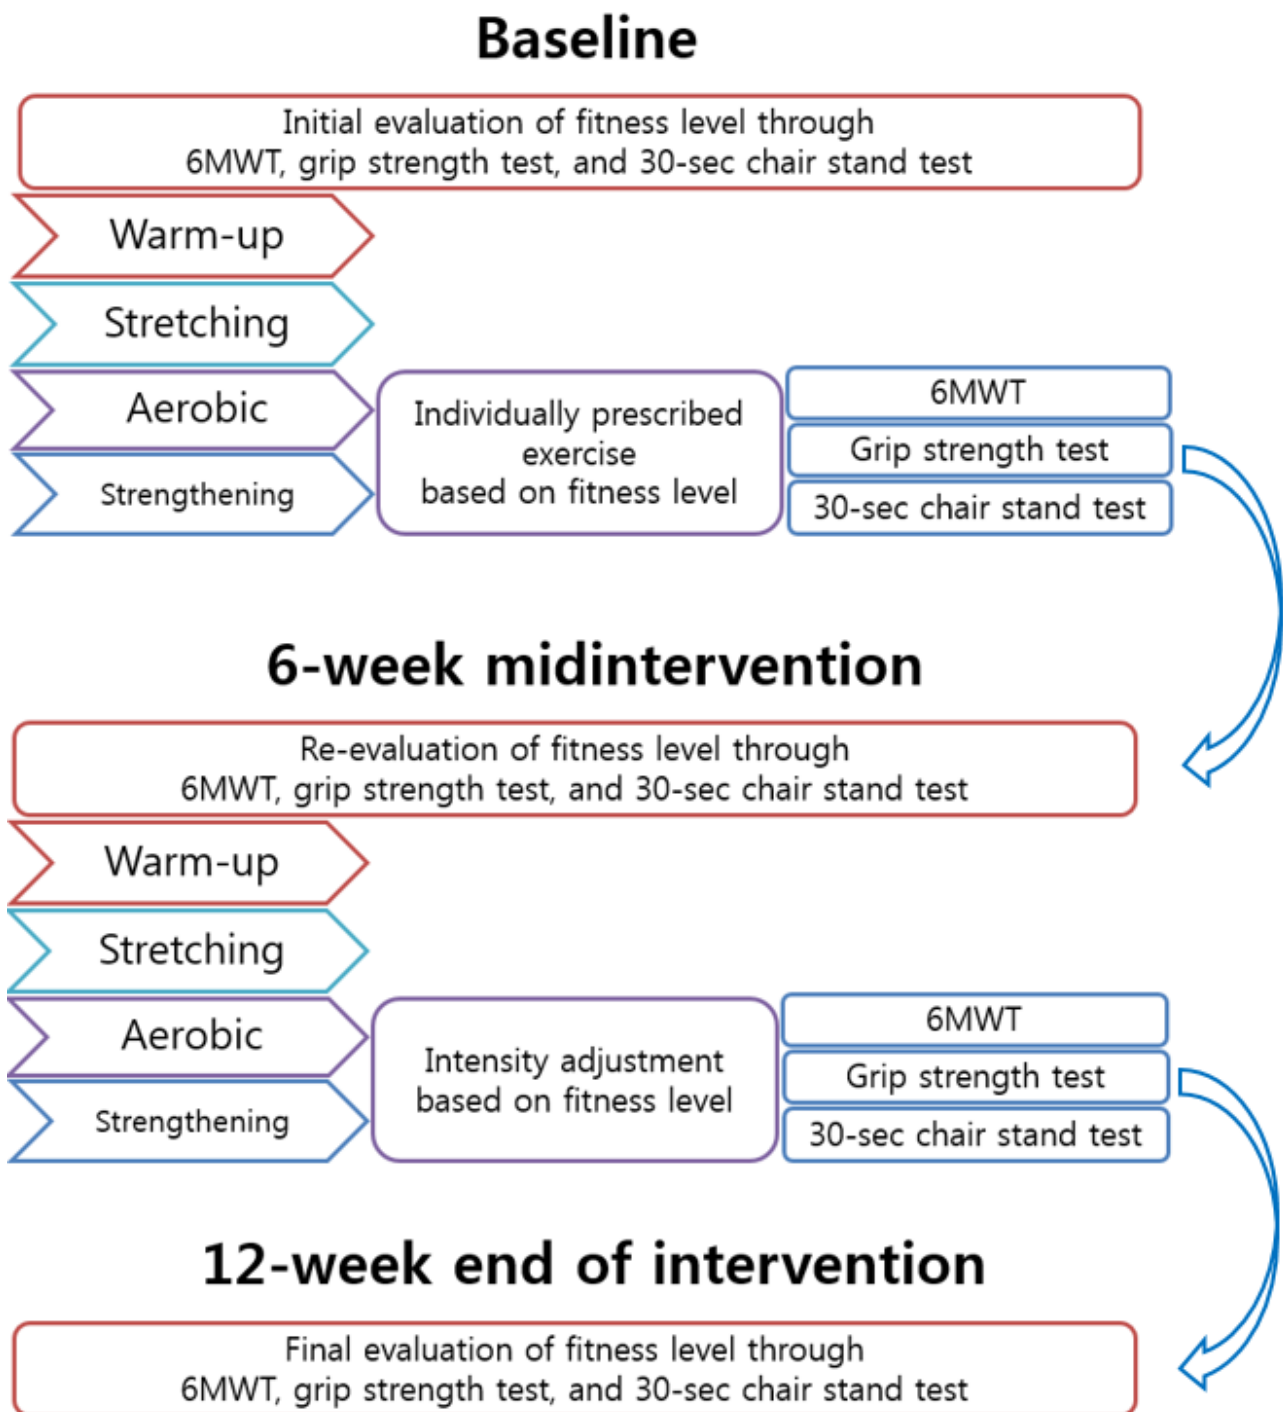 Baseline
Initial evaluation of fitness level through
6MWT, grip strength test, and 30-sec chair stand test
Warm-up
Stretching
Aerobic
Strengthening
Individually prescribed
exercise
based on fitness level
6MWT
Grip strength test
30-sec chair stand test
6-week midintervention
Re-evaluation of fitness level through
6MWT, grip strength test, and 30-sec chair stand test
Warm-up
Stretching
Aerobic
Strengthening
Intensity adjustment
based on fitness level
6MWT
Grip strength test
30-sec chair stand test
12-week end of intervention
Final evaluation of fitness level through
6MWT, grip strength test, and 30-sec chair stand test